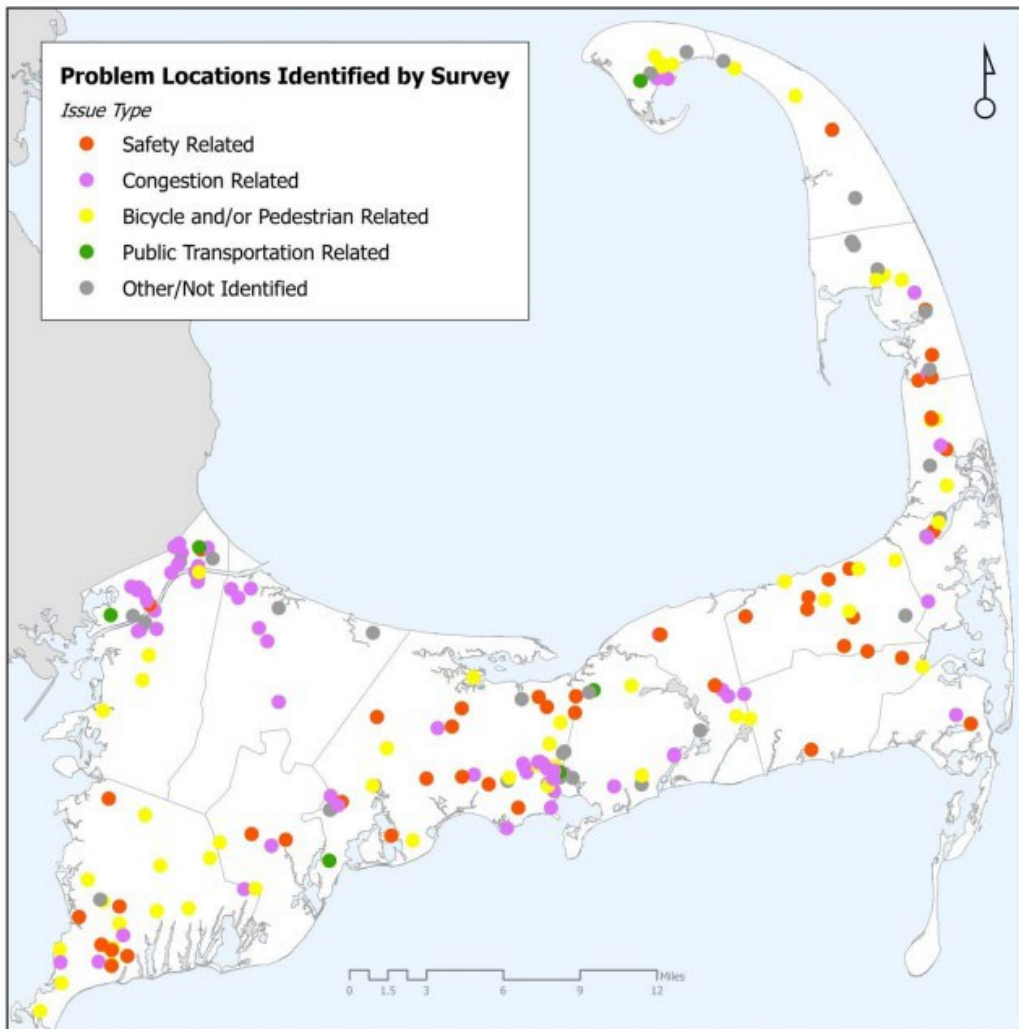 Problem Locations Identified by Survey
Issue Type
Safety Related
Congestion Related
Bicycle and/or Pedestrian Related
Public Transportation Related
Other/Not Identified
Miles
0 1.5 3 6 9 12